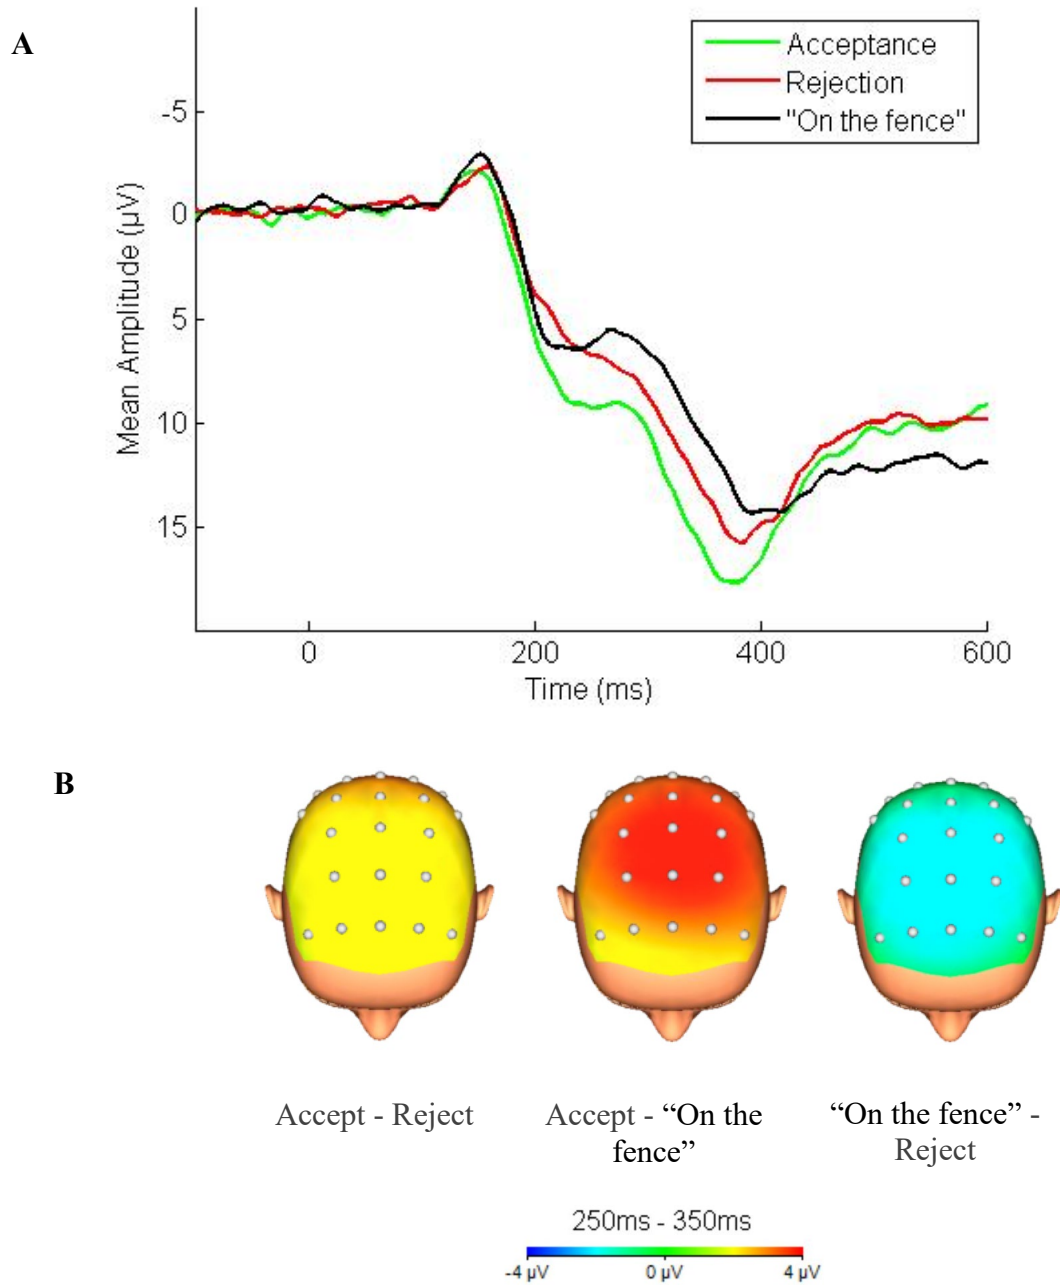 A
Acceptance
Rejection
"On the fence"
-5
0
5
10
15
Mean Amplitude (µV)
0 200 400 600
Time (ms)
B
Accept - Reject
Accept - “On the
fence”
“On the fence” -
Reject
250ms - 350ms
-4 µV 0 µV 4 µV